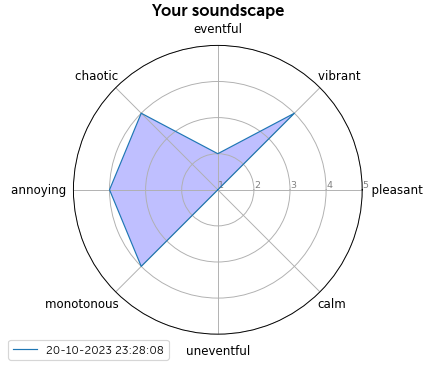 Your soundscape
eventful
chaotic
vibrant
annoying
1 2 3 4 5
pleasant
monotonous
calm
uneventful
20-10-2023 23:28:08